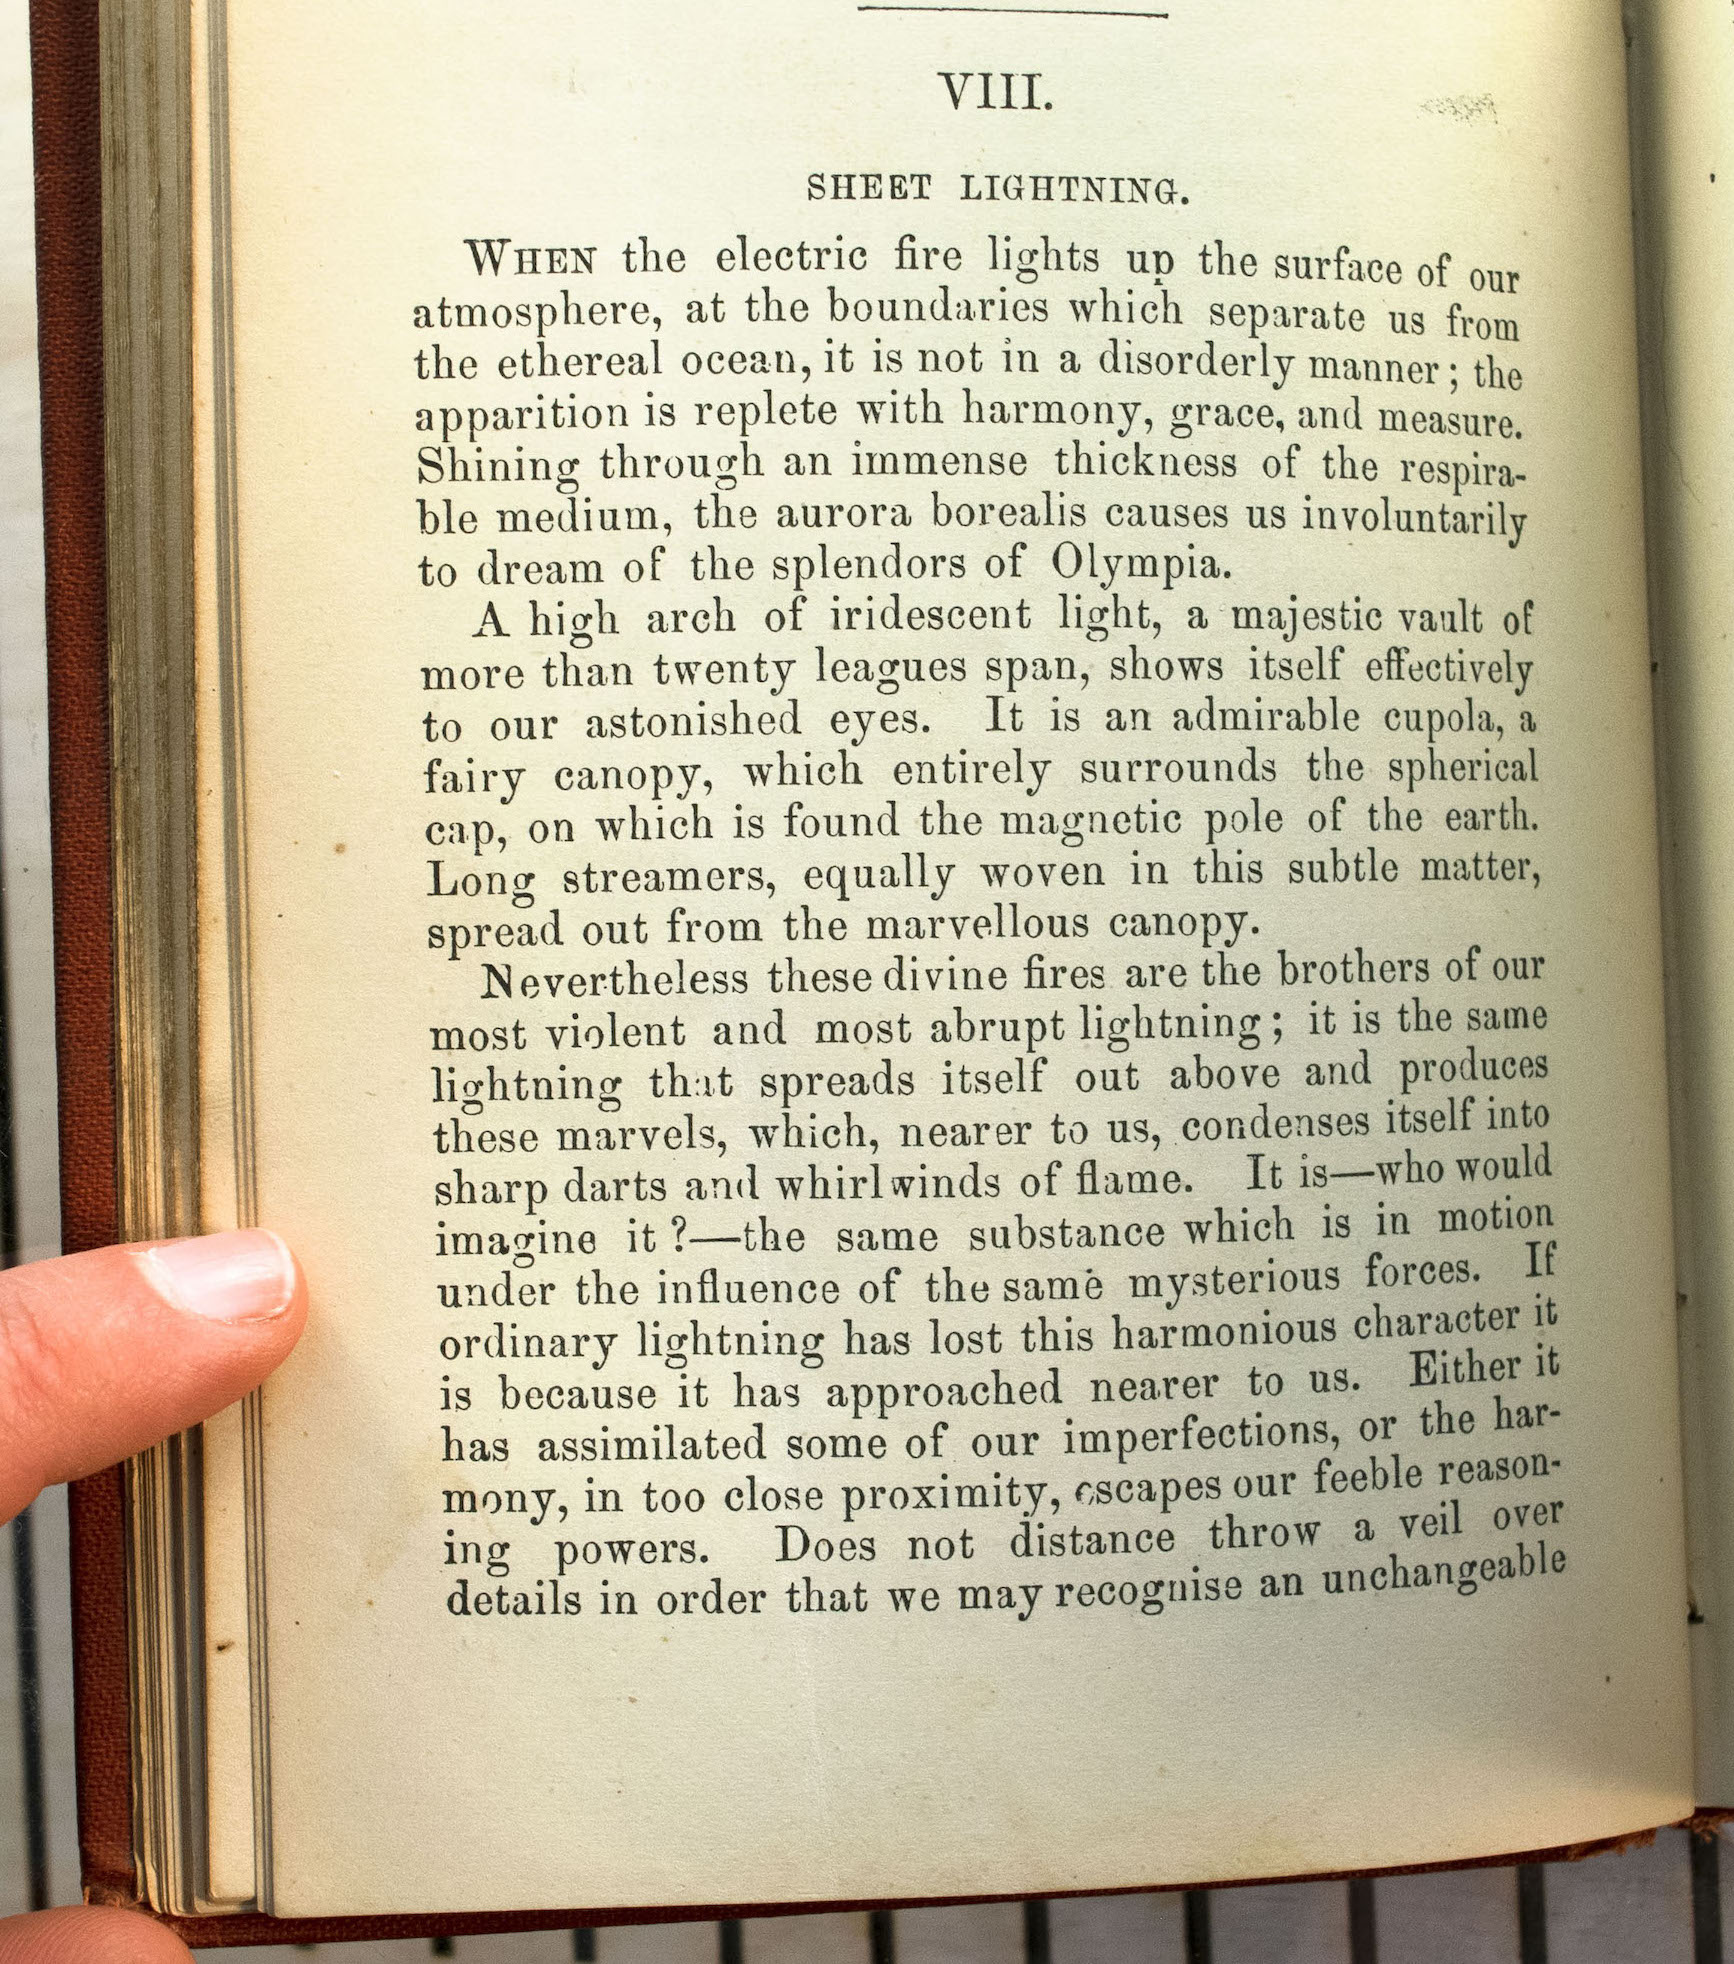 VIII.
SHEET LIGHTNING.
WHEN the electric fire lights up the surface of our
atmosphere, at the boundaries which separate us from
the ethereal ocean, it is not in a disorderly manner; the
apparition is replete with harmony, grace, and measure.
Shining through an immense thickness of the respira-
ble medium, the aurora borealis causes us involuntarily
to dream of the splendors of Olympia.
A high arch of iridescent light, a majestic vault of
more than twenty leagues span, shows itself effectively
to our astonished eyes. It is an admirable cupola, a
fairy canopy, which entirely surrounds the spherical
cap, on which is found the magnetic pole of the earth.
Long streamers, equally woven in this subtle matter,
spread out from the marvellous canopy.
Nevertheless these divine fires are the brothers of our
most violent and most abrupt lightning; it is the same
lightning that spreads itself out above and produces
these marvels, which, nearer to us, condenses itself into
sharp darts and whirlwinds of flame. It is—who would
imagine it?—the same substance which is in motion
under the influence of the same mysterious forces. If
ordinary lightning has lost this harmonious character it
is because it has approached nearer to us. Either it
has assimilated some of our imperfections, or the har-
mony, in too close proximity, escapes our feeble reason-
ing powers. Does not distance throw a veil over
details in order that we may recognise an unchangeable